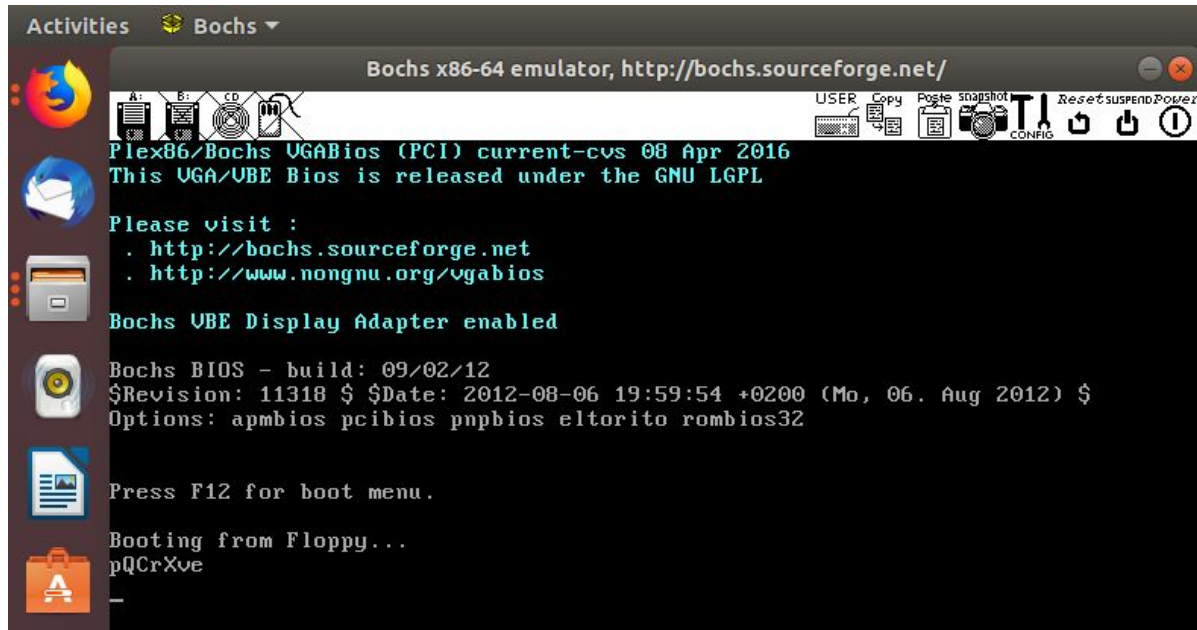 Activities Bochs
Bochs x86-64 emulator, http://bochs.sourceforge.net/
A: B: CD USER Copy Paste snapshot CONFIG Reset SUSPEND Power
Plex86/Bochs VGABios (PCI) current-cvs 08 Apr 2016
This VGA/VBE Bios is released under the GNU LGPL
Please visit :
. http://bochs.sourceforge.net
. http://www.nongnu.org/vgabios
Bochs VBE Display Adapter enabled
Bochs BIOS - build: 09/02/12
$Revision: 11318 $ $Date: 2012-08-06 19:59:54 +0200 (Mo, 06. Aug 2012) $
Options: apmbios pcibios pnpbios eltorito rombios32
Press F12 for boot menu.
Booting from Floppy...
pQCrXve
_